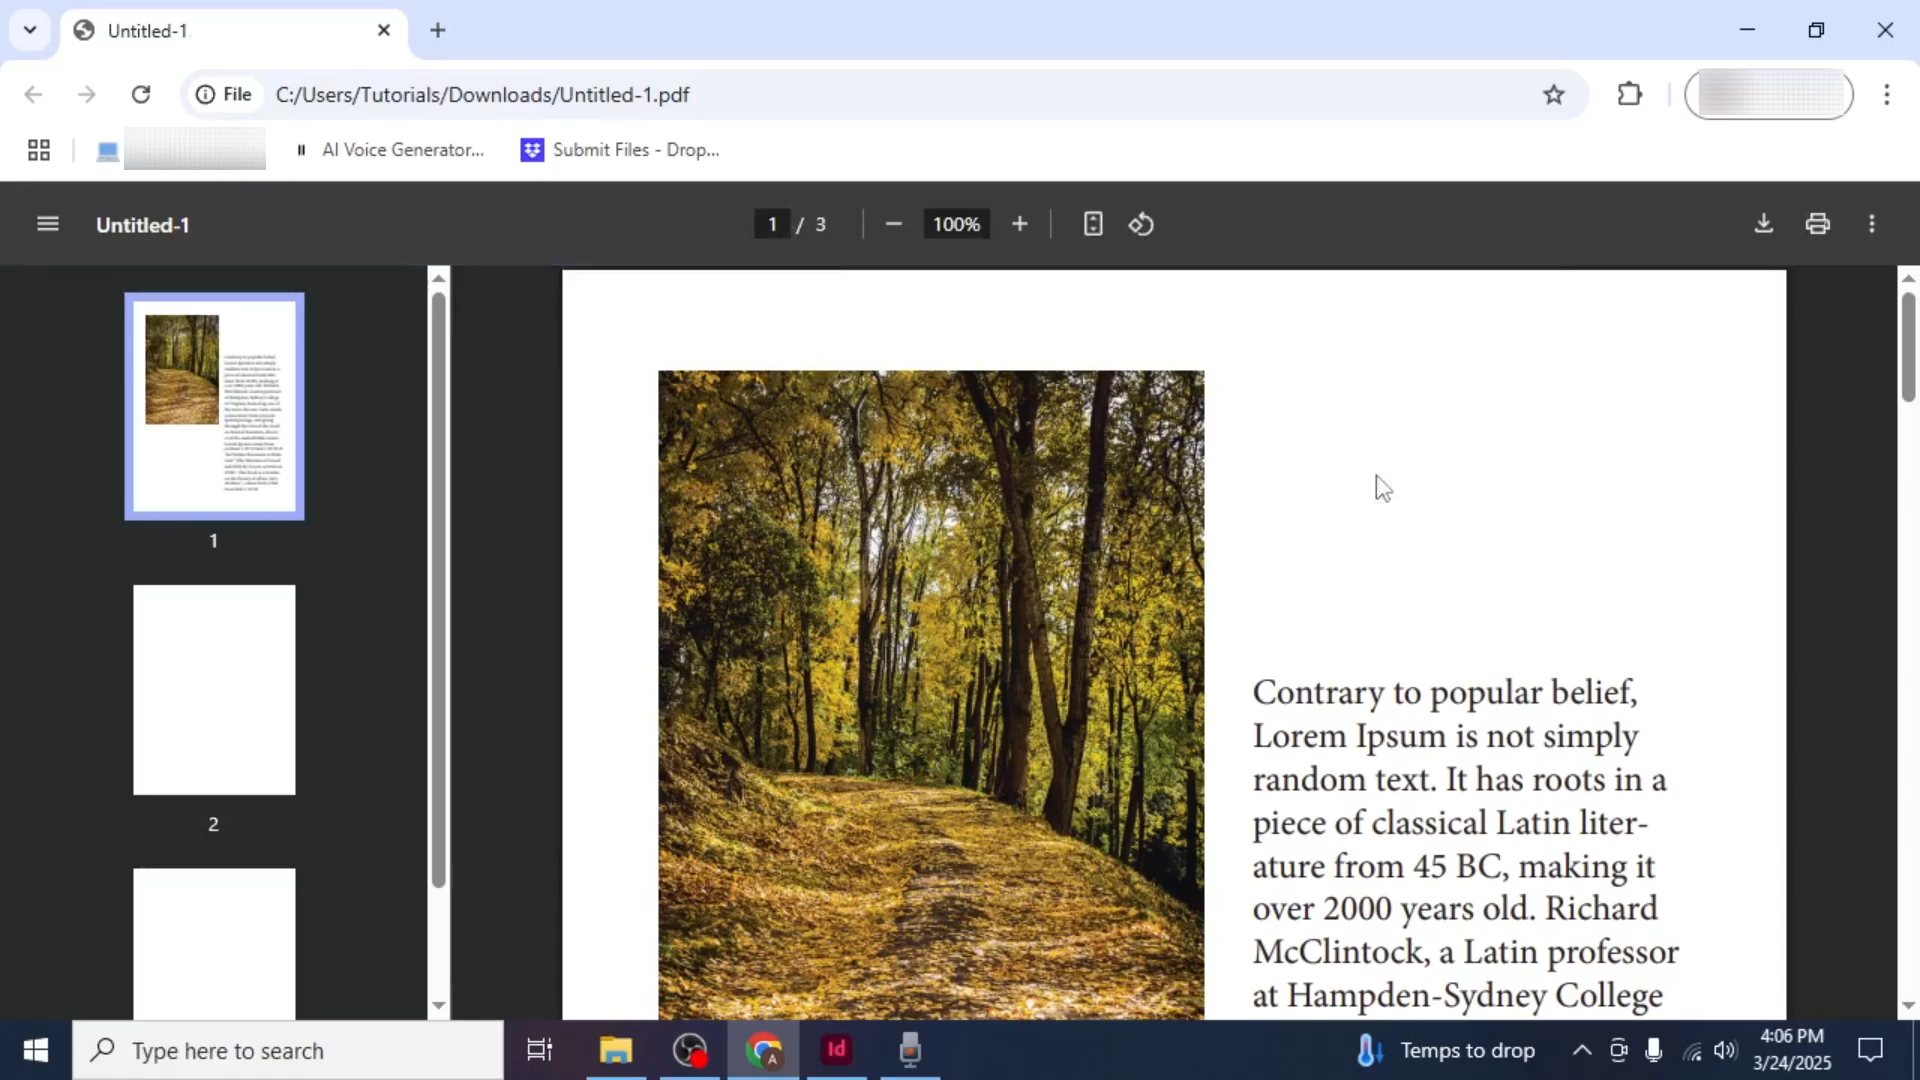 Untitled-1
File
C:/Users/Tutorials/Downloads/Untitled-1.pdf
AI Voice Generator...
Submit Files - Drop...
Untitled-1
1 / 3
100%
1
2
Contrary to popular belief,
Lorem Ipsum is not simply
random text. It has roots in a
piece of classical Latin liter-
ature from 45 BC, making it
over 2000 years old. Richard
McClintock, a Latin professor
at Hampden-Sydney College
Type here to search
A
Id
Temps to drop
4:06 PM
3/24/2025